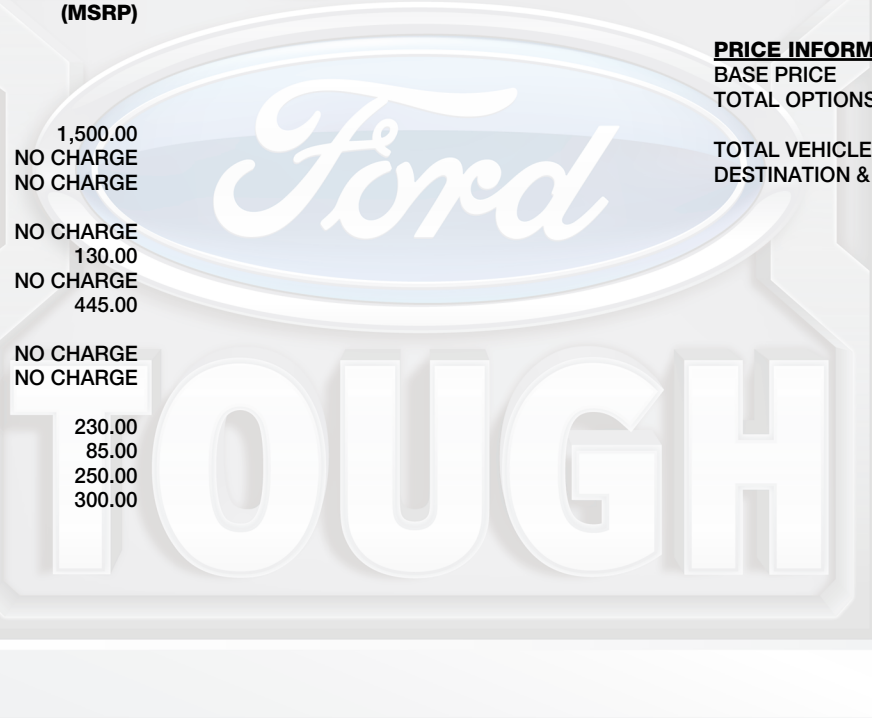 (MSRP)
1,500.00
NO CHARGE
NO CHARGE
NO CHARGE
130.00
NO CHARGE
445.00
NO CHARGE
NO CHARGE
230.00
85.00
250.00
300.00
PRICE INFORM
BASE PRICE
TOTAL OPTIONS
TOTAL VEHICLE
DESTINATION &
Ford
TOUGH